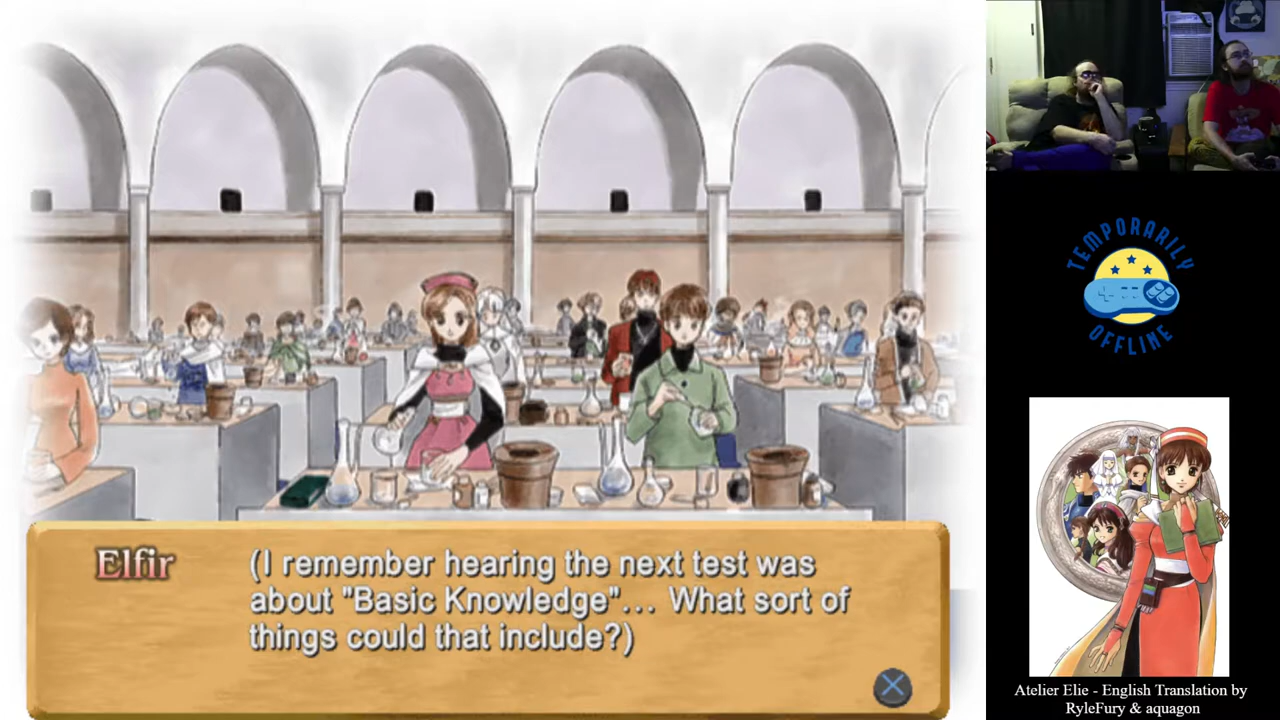 Elfir
(I remember hearing the next test was
about "Basic Knowledge"... What sort of
things could that include?)
TEMPORARILY
OFFLINE
Atelier Elie - English Translation by
RyleFury & aquagon